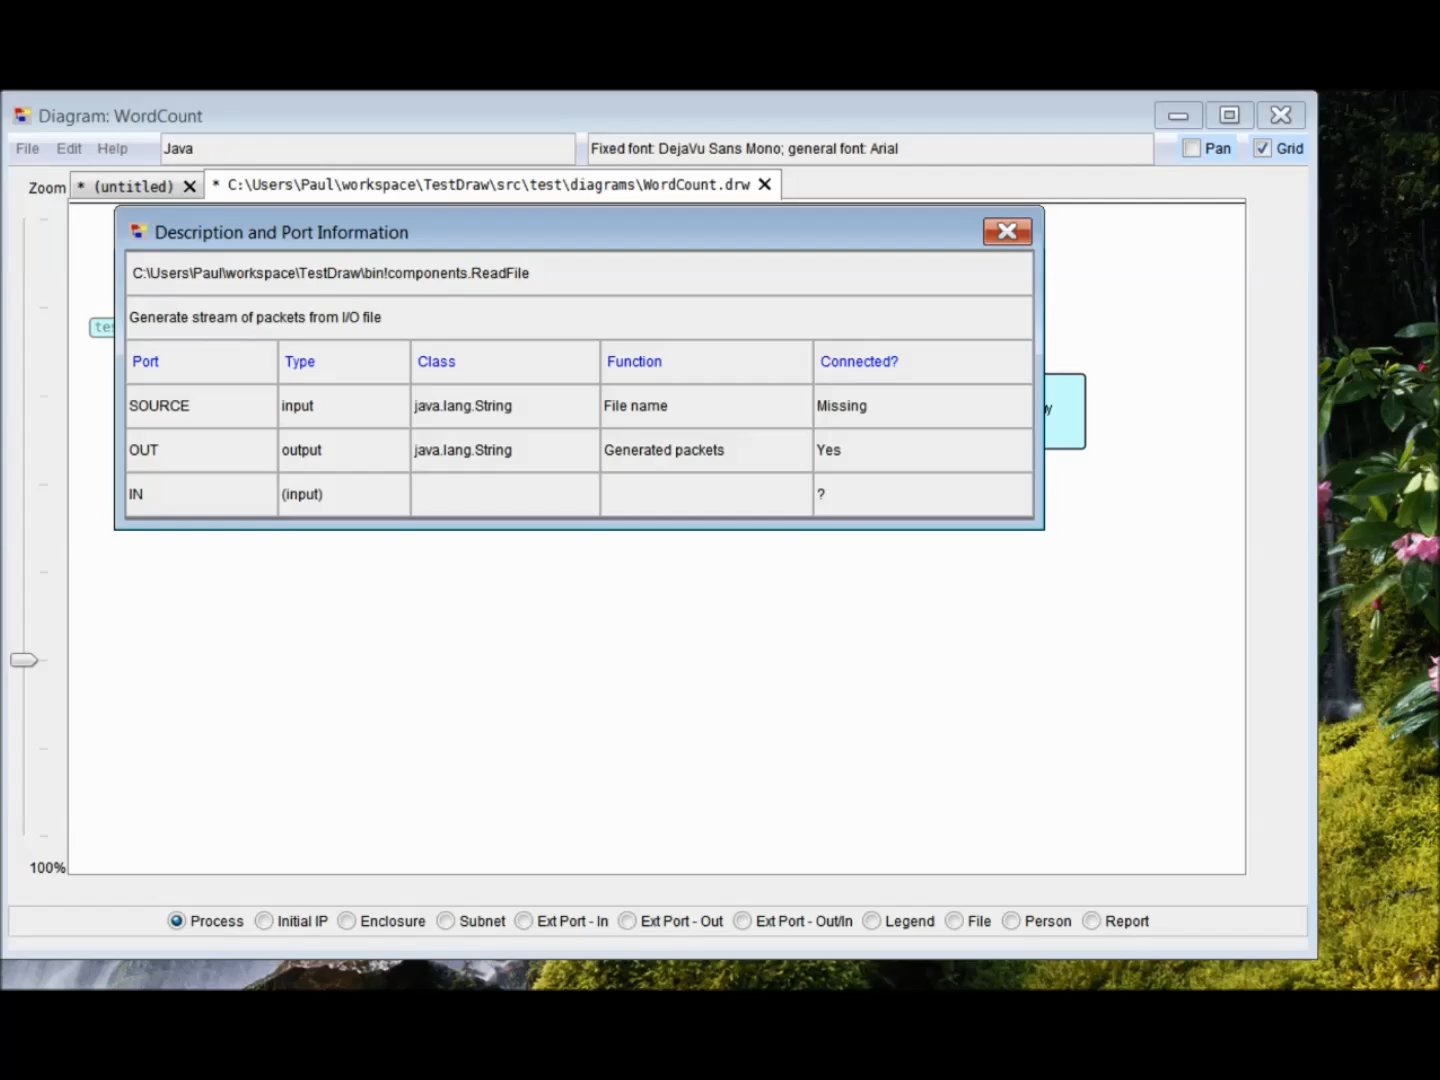 Diagram: WordCount
File Edit Help Java Fixed font: DejaVu Sans Mono; general font: Arial Pan Grid
Zoom * (untitled) * C:\Users\Paul\workspace\TestDraw\src\test\diagrams\WordCount.drw
Description and Port Information
C:\Users\Paul\workspace\TestDraw\bin!components.ReadFile
Generate stream of packets from I/O file
Port Type Class Function Connected?
SOURCE input java.lang.String File name Missing
OUT output java.lang.String Generated packets Yes
IN (input) ?
100%
Process Initial IP Enclosure Subnet Ext Port - In Ext Port - Out Ext Port - Out/In Legend File Person Report